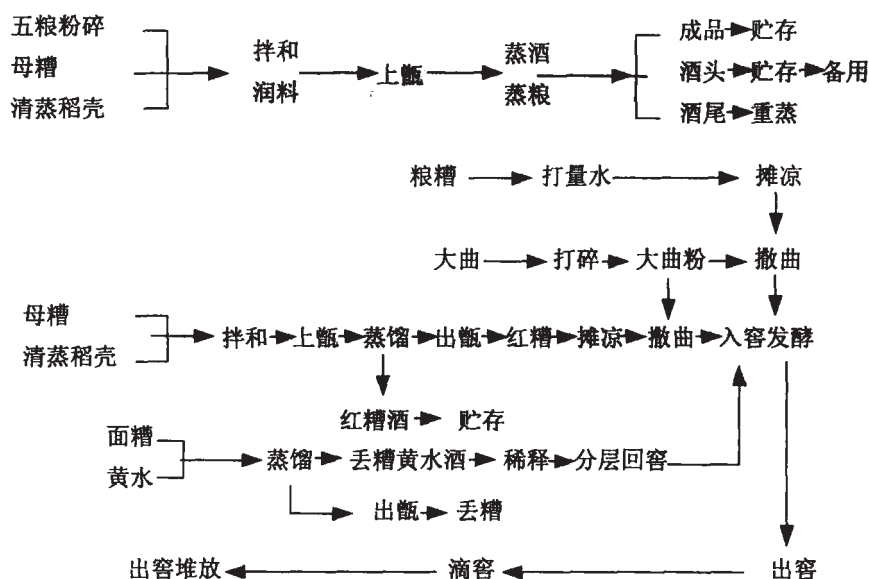 五粮粉碎
母糟
清蒸稻壳
拌和
润料
上甑
蒸酒
蒸粮
成品 贮存
酒头 贮存 备用
酒尾 重蒸
粮糟 打量水 摊凉
大曲 打碎 大曲粉 撒曲
母糟
清蒸稻壳
拌和 上甑 蒸馏 出甑 红糟 摊凉 撒曲 入窖发酵
红糟酒 贮存
面糟
黄水
蒸馏 丢糟黄水酒 稀释 分层回窖
出甑 丢糟
出窖堆放 滴窖 出窖